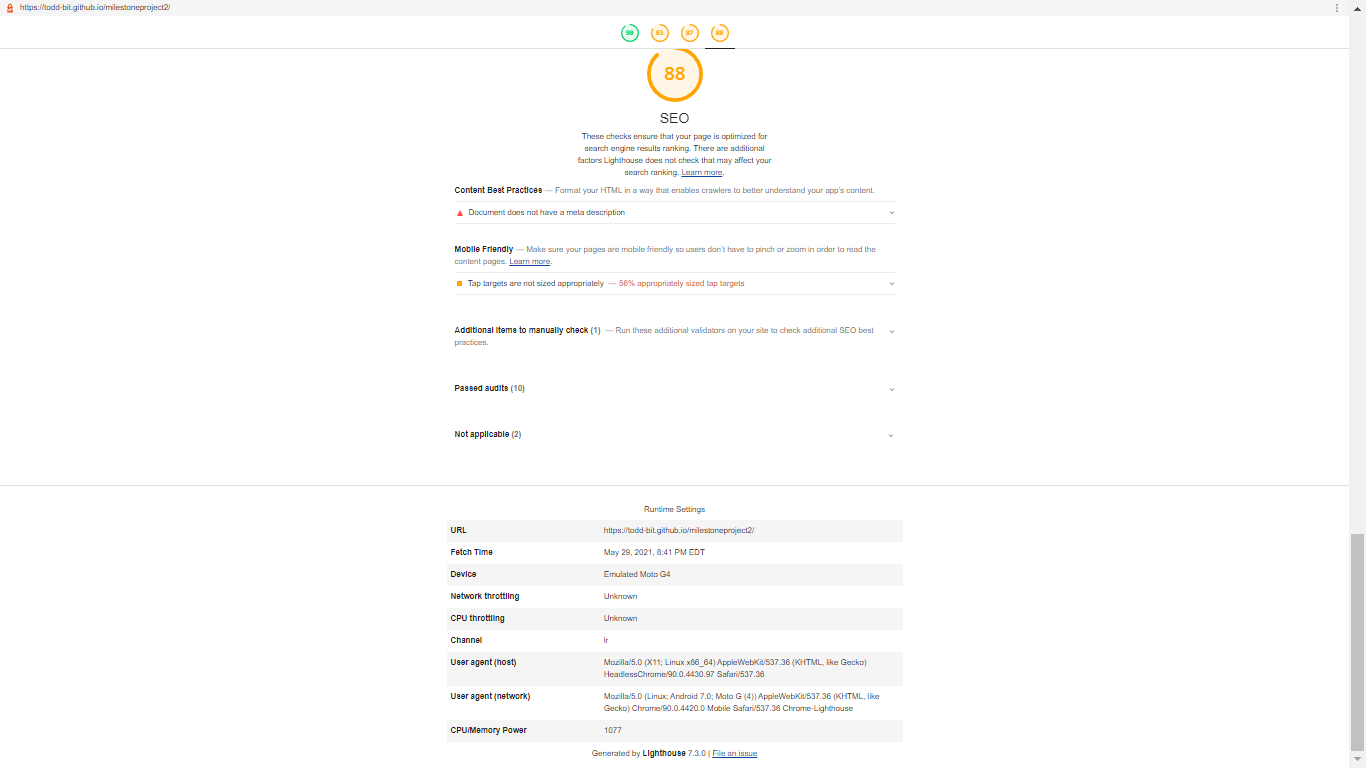 https://todd-bit.github.io/milestoneproject2/
98 83 87 88
88
SEO
These checks ensure that your page is optimized for
search engine results ranking. There are additional
factors Lighthouse does not check that may affect your
search ranking. Learn more.
Content Best Practices — Format your HTML in a way that enables crawlers to better understand your app's content.
Document does not have a meta description
Mobile Friendly — Make sure your pages are mobile friendly so users don't have to pinch or zoom in order to read the
content pages. Learn more.
Tap targets are not sized appropriately — 56% appropriately sized tap targets
Additional items to manually check (1) — Run these additional validators on your site to check additional SEO best
practices.
Passed audits (10)
Not applicable (2)
Runtime Settings
URL https://todd-bit.github.io/milestoneproject2/
Fetch Time May 29, 2021, 8:41 PM EDT
Device Emulated Moto G4
Network throttling Unknown
CPU throttling Unknown
Channel lr
User agent (host) Mozilla/5.0 (X11; Linux x86_64) AppleWebKit/537.36 (KHTML, like Gecko)
HeadlessChrome/90.0.4430.97 Safari/537.36
User agent (network) Mozilla/5.0 (Linux; Android 7.0; Moto G (4)) AppleWebKit/537.36 (KHTML, like
Gecko) Chrome/90.0.4420.0 Mobile Safari/537.36 Chrome-Lighthouse
CPU/Memory Power 1077
Generated by Lighthouse 7.3.0 | File an issue